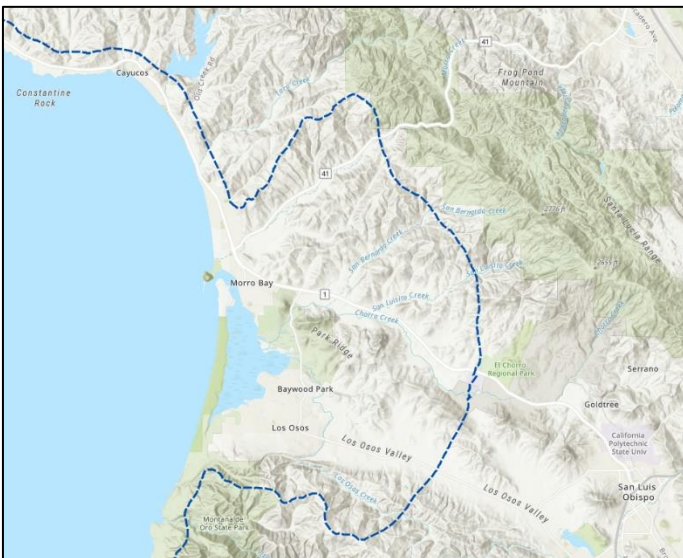 41
Cayucos
Old Creek Rd
Toro Creek
Frog Pond
Mountain
Constantine
Rock
41
San Bernardo Creek
2736 ft
Santa Lucia Range
San Bernardo Creek
San Luisito Creek
Morro Bay
1
San Luisito Creek
Chorro Creek
Park Ridge
El Chorro
Regional Park
Serrano
Baywood Park
Goldtree
Los Osos
California
Polytechnic
State Univ
Los Osos Valley
Los Osos Creek
San Luis
Obispo
Los Osos Valley
Montana de
Oro State Park